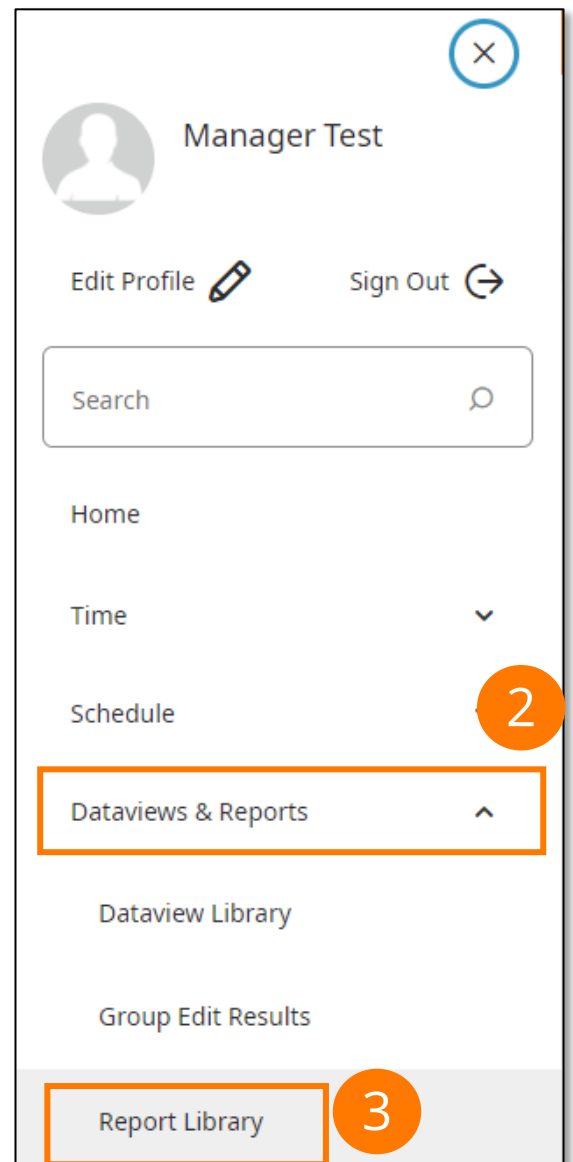 Manager Test
Edit Profile Sign Out
Search
Home
Time
Schedule 2
Dataviews & Reports
Dataview Library
Group Edit Results
Report Library 3